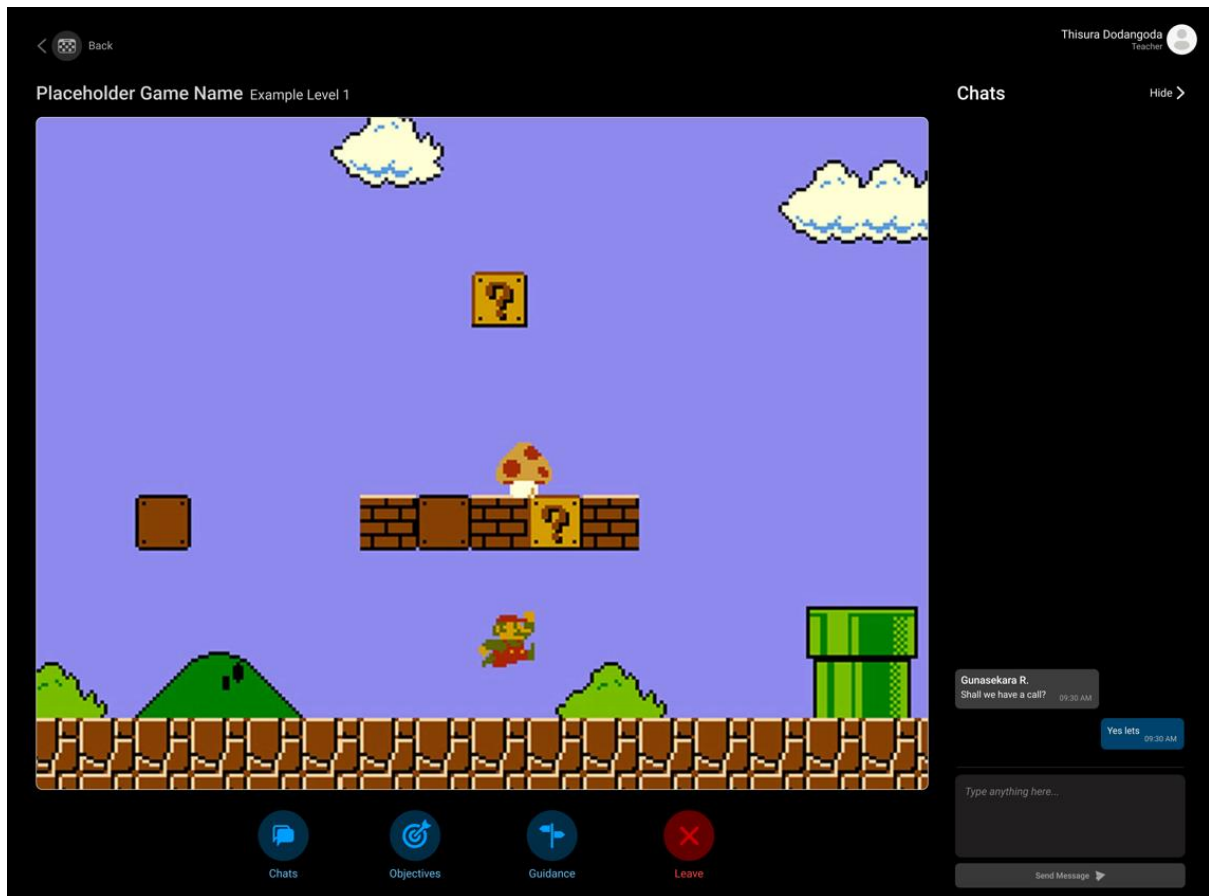 Back
Thisura Dodangoda
Teacher
Placeholder Game Name Example Level 1
Chats
Hide
?
?
Gunasekara R.
Shall we have a call? 09:30 AM
Yes lets 09:30 AM
Type anything here...
Send Message
Chats
Objectives
Guidance
Leave